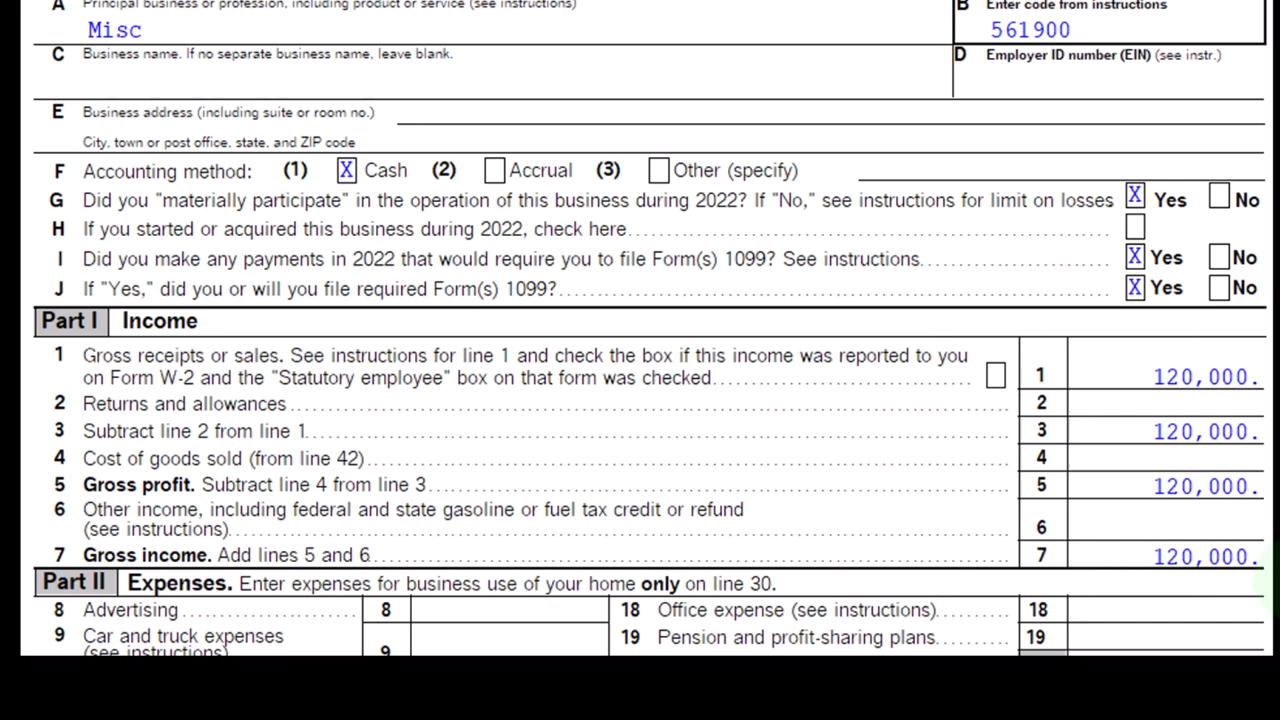 A Principal business or profession, including product or service (see instructions)
B Enter code from instructions
Misc
561900
C Business name. If no separate business name, leave blank.
D Employer ID number (EIN) (see instr.)
E Business address (including suite or room no.)
City, town or post office, state, and ZIP code
F Accounting method: (1) X Cash (2) Accrual (3) Other (specify)
G Did you "materially participate" in the operation of this business during 2022? If "No," see instructions for limit on losses X Yes No
H If you started or acquired this business during 2022, check here
I Did you make any payments in 2022 that would require you to file Form(s) 1099? See instructions. X Yes No
J If "Yes," did you or will you file required Form(s) 1099? X Yes No
Part I Income
1 Gross receipts or sales. See instructions for line 1 and check the box if this income was reported to you
on Form W-2 and the "Statutory employee" box on that form was checked 1 120,000.
2 Returns and allowances 2
3 Subtract line 2 from line 1 3 120,000.
4 Cost of goods sold (from line 42) 4
5 Gross profit. Subtract line 4 from line 3 5 120,000.
6 Other income, including federal and state gasoline or fuel tax credit or refund
(see instructions) 6
7 Gross income. Add lines 5 and 6 7 120,000.
Part II Expenses. Enter expenses for business use of your home only on line 30.
8 Advertising 8
18 Office expense (see instructions) 18
9 Car and truck expenses
(see instructions) 9
19 Pension and profit-sharing plans 19